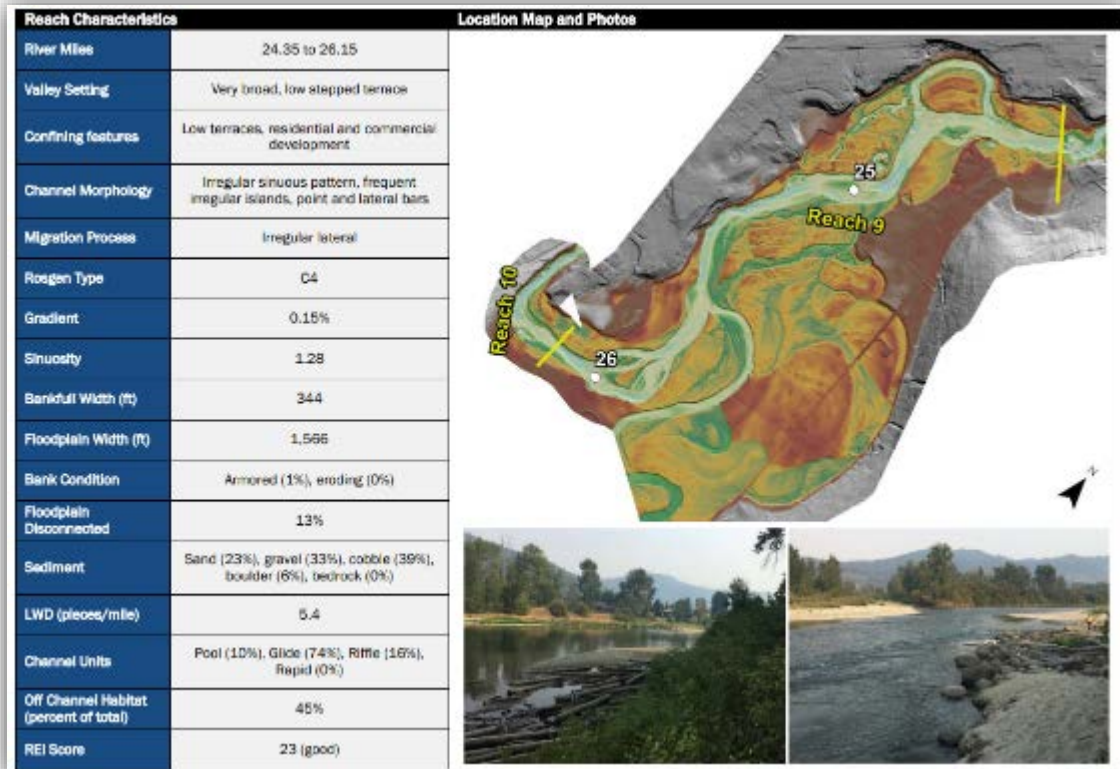 Reach Characteristics
Location Map and Photos
River Miles
24.35 to 26.15
Valley Setting
Very broad, low stepped terrace
Confining features
Low terraces, residential and commercial
development
Channel Morphology
Irregular sinuous pattern, frequent
irregular islands, point and lateral bars
Migration Process
Irregular lateral
Rosgen Type
C4
Gradient
0.15%
Sinuosity
1.28
Bankfull Width (ft)
344
Floodplain Width (ft)
1,566
Bank Condition
Armored (1%), eroding (0%)
Floodplain
Disconnected
13%
Sediment
Sand (23%), gravel (33%), cobble (39%),
boulder (6%), bedrock (0%)
LWD (pieces/mile)
5.4
Channel Units
Pool (10%), Glide (74%), Riffle (16%),
Rapid (0%)
Off Channel Habitat
(percent of total)
45%
REI Score
23 (good)
25
Reach 9
Reach 10
26
N